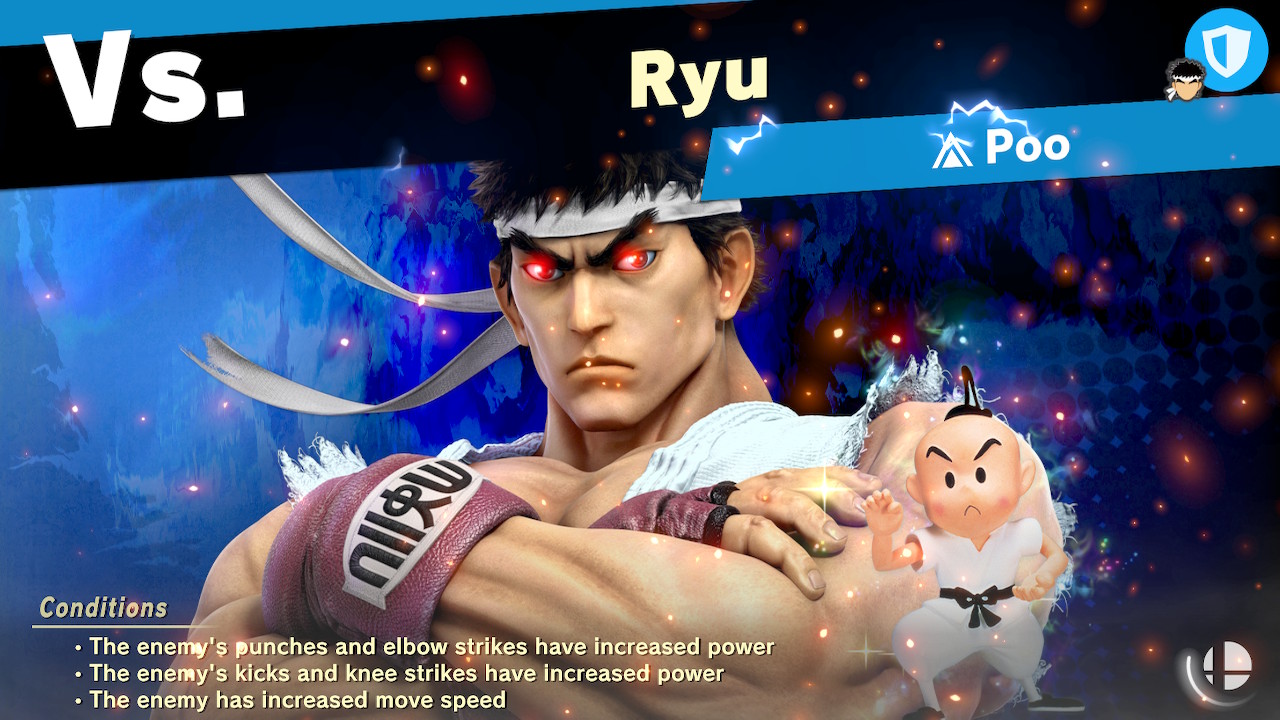 Vs.
Ryu
Poo
Conditions
• The enemy's punches and elbow strikes have increased power
• The enemy's kicks and knee strikes have increased power
• The enemy has increased move speed